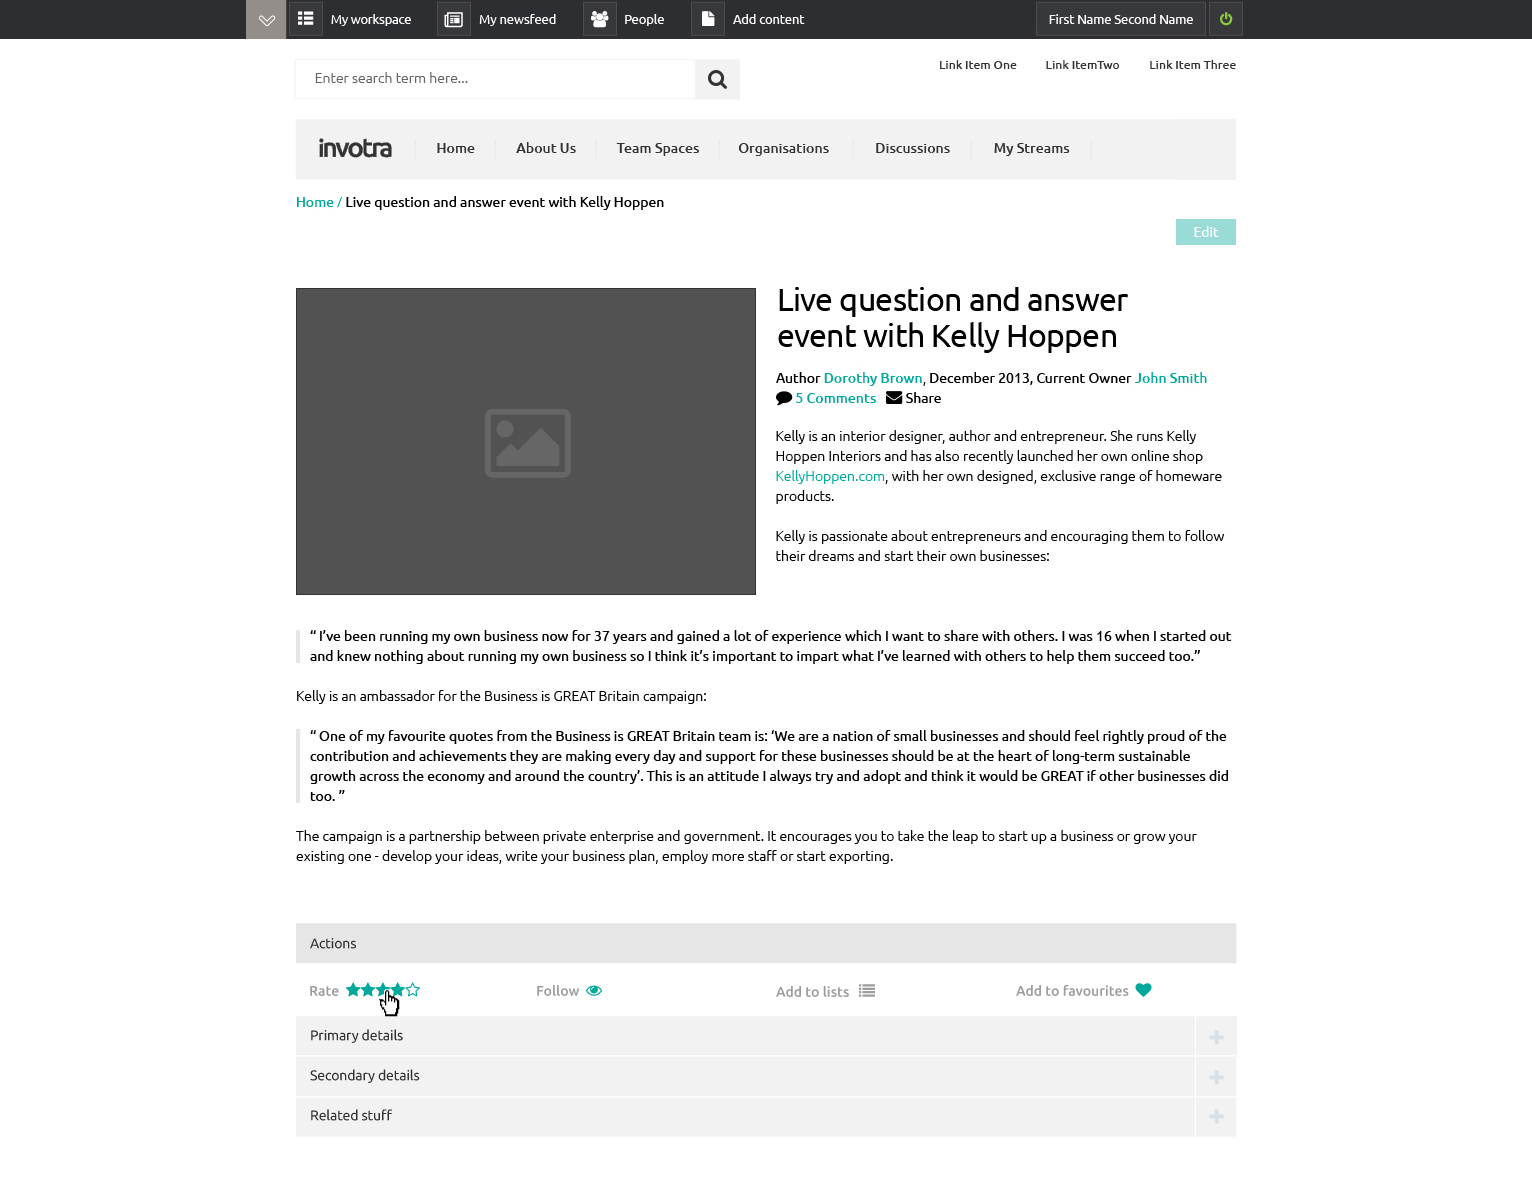 My workspace
My newsfeed
People
Add content
First Name Second Name
Enter search term here...
Link Item One
Link ItemTwo
Link Item Three
invotra
Home
About Us
Team Spaces
Organisations
Discussions
My Streams
Home / Live question and answer event with Kelly Hoppen
Edit
Live question and answer
event with Kelly Hoppen
Author Dorothy Brown, December 2013, Current Owner John Smith
5 Comments Share
Kelly is an interior designer, author and entrepreneur. She runs Kelly
Hoppen Interiors and has also recently launched her own online shop
KellyHoppen.com, with her own designed, exclusive range of homeware
products.
Kelly is passionate about entrepreneurs and encouraging them to follow
their dreams and start their own businesses:
“ I’ve been running my own business now for 37 years and gained a lot of experience which I want to share with others. I was 16 when I started out
and knew nothing about running my own business so I think it’s important to impart what I’ve learned with others to help them succeed too.”
Kelly is an ambassador for the Business is GREAT Britain campaign:
“ One of my favourite quotes from the Business is GREAT Britain team is: ‘We are a nation of small businesses and should feel rightly proud of the
contribution and achievements they are making every day and support for these businesses should be at the heart of long-term sustainable
growth across the economy and around the country’. This is an attitude I always try and adopt and think it would be GREAT if other businesses did
too. ”
The campaign is a partnership between private enterprise and government. It encourages you to take the leap to start up a business or grow your
existing one - develop your ideas, write your business plan, employ more staff or start exporting.
Actions
Rate
Follow
Add to lists
Add to favourites
Primary details
Secondary details
Related stuff